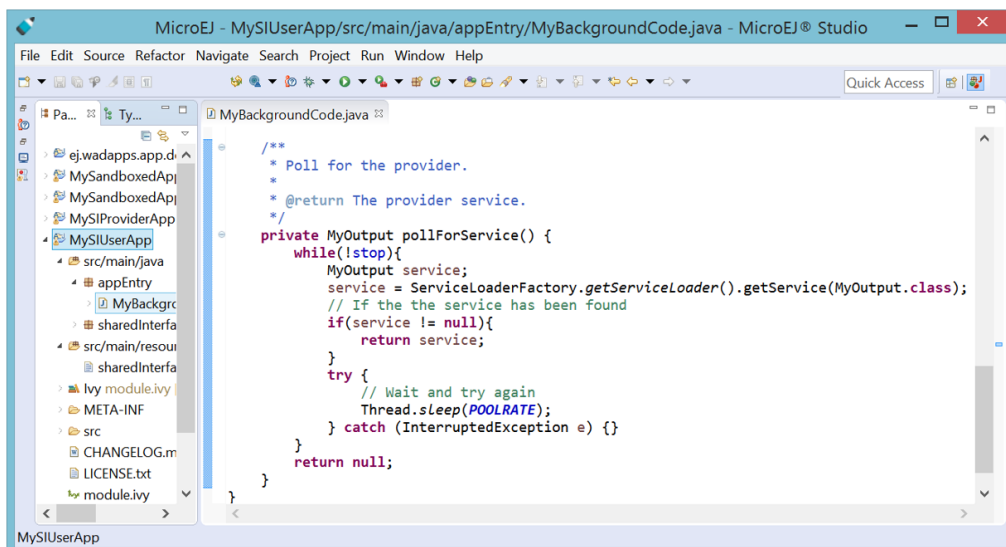 MicroEJ - MySIUserApp/src/main/java/appEntry/MyBackgroundCode.java - MicroEJ® Studio
File Edit Source Refactor Navigate Search Project Run Window Help
Quick Access
Pa...
Ty...
MyBackgroundCode.java
ej.wadapps.app.d
MySandboxedAp
MySandboxedAp
MySIProviderApp
MySIUserApp
src/main/java
appEntry
MyBackgrc
sharedInterfa
src/main/resou
sharedInterfa
Ivy module.ivy
META-INF
src
CHANGELOG.m
LICENSE.txt
module.ivy
/**
* Poll for the provider.
*
* @return The provider service.
*/
private MyOutput pollForService() {
while(!stop){
MyOutput service;
service = ServiceLoaderFactory.getServiceLoader().getService(MyOutput.class);
// If the the service has been found
if(service != null){
return service;
}
try {
// Wait and try again
Thread.sleep(POOLRATE);
} catch (InterruptedException e) {}
}
return null;
}
}
MySIUserApp